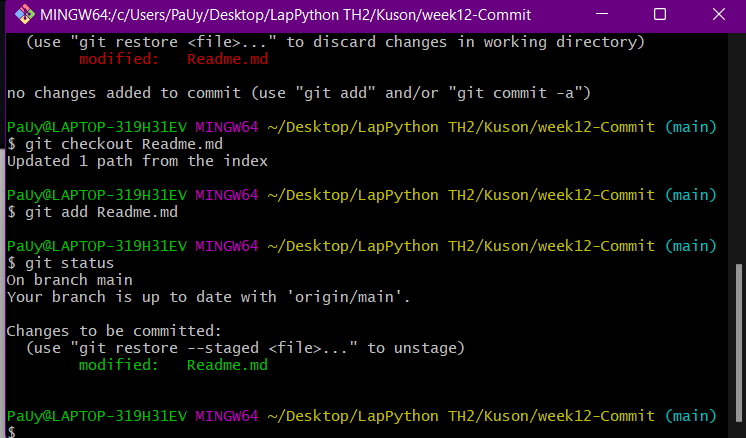 MINGW64:/c/Users/PaUy/Desktop/LapPython TH2/Kuson/week12-Commit
  (use "git restore <file>..." to discard changes in working directory)
        modified:   Readme.md

no changes added to commit (use "git add" and/or "git commit -a")

PaUy@LAPTOP-319H31EV MINGW64 ~/Desktop/LapPython TH2/Kuson/week12-Commit (main)
$ git checkout Readme.md
Updated 1 path from the index

PaUy@LAPTOP-319H31EV MINGW64 ~/Desktop/LapPython TH2/Kuson/week12-Commit (main)
$ git add Readme.md

PaUy@LAPTOP-319H31EV MINGW64 ~/Desktop/LapPython TH2/Kuson/week12-Commit (main)
$ git status
On branch main
Your branch is up to date with 'origin/main'.

Changes to be committed:
  (use "git restore --staged <file>..." to unstage)
        modified:   Readme.md


PaUy@LAPTOP-319H31EV MINGW64 ~/Desktop/LapPython TH2/Kuson/week12-Commit (main)
$